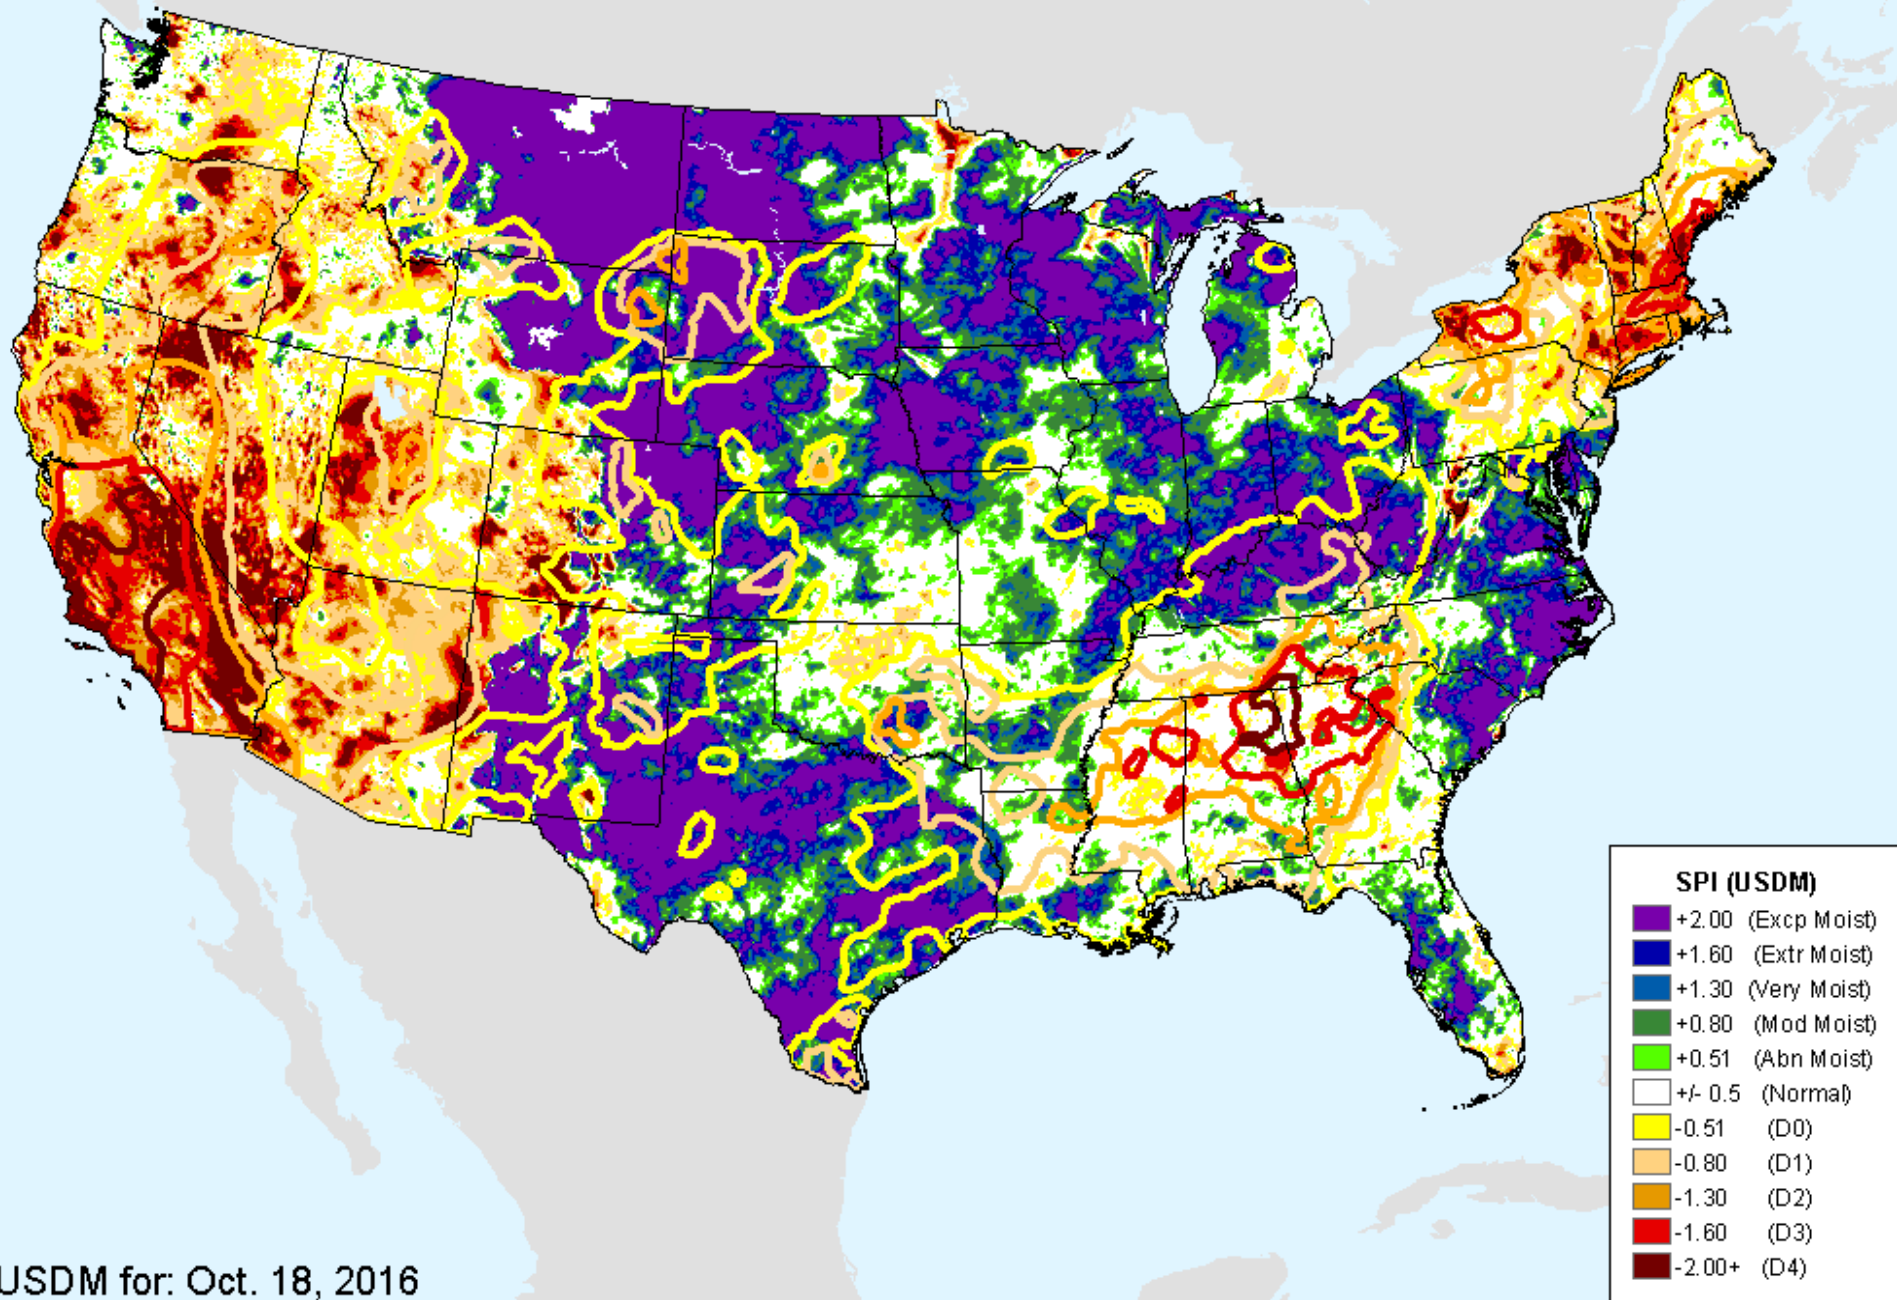 SPI (USDM)
+2.00 (Excp Moist)
+1.60 (Extr Moist)
+1.30 (Very Moist)
+0.80 (Mod Moist)
+0.51 (Abn Moist)
+/- 0.5 (Normal)
-0.51 (D0)
-0.80 (D1)
-1.30 (D2)
-1.60 (D3)
-2.00+ (D4)
USDM for: Oct. 18, 2016